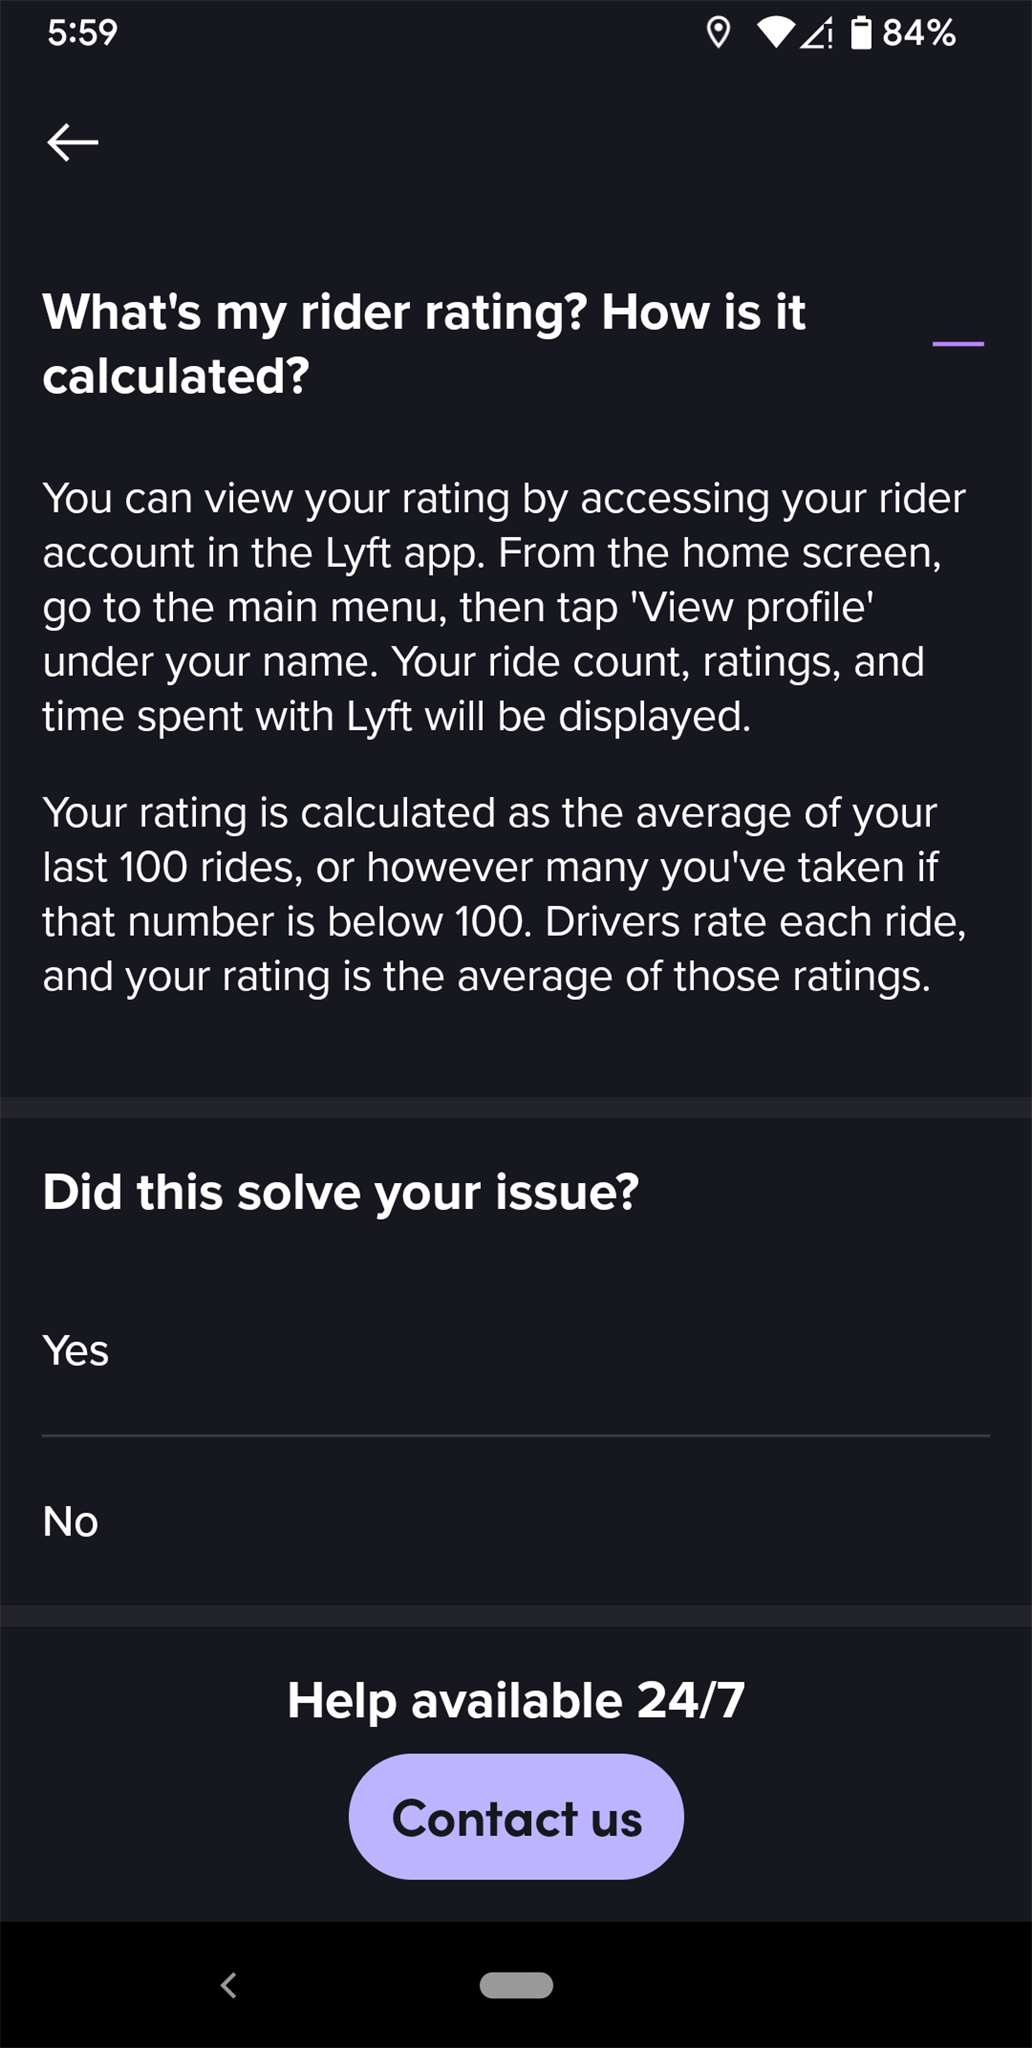 5:59
84%
What's my rider rating? How is it
calculated?
You can view your rating by accessing your rider
account in the Lyft app. From the home screen,
go to the main menu, then tap 'View profile'
under your name. Your ride count, ratings, and
time spent with Lyft will be displayed.
Your rating is calculated as the average of your
last 100 rides, or however many you've taken if
that number is below 100. Drivers rate each ride,
and your rating is the average of those ratings.
Did this solve your issue?
Yes
No
Help available 24/7
Contact us